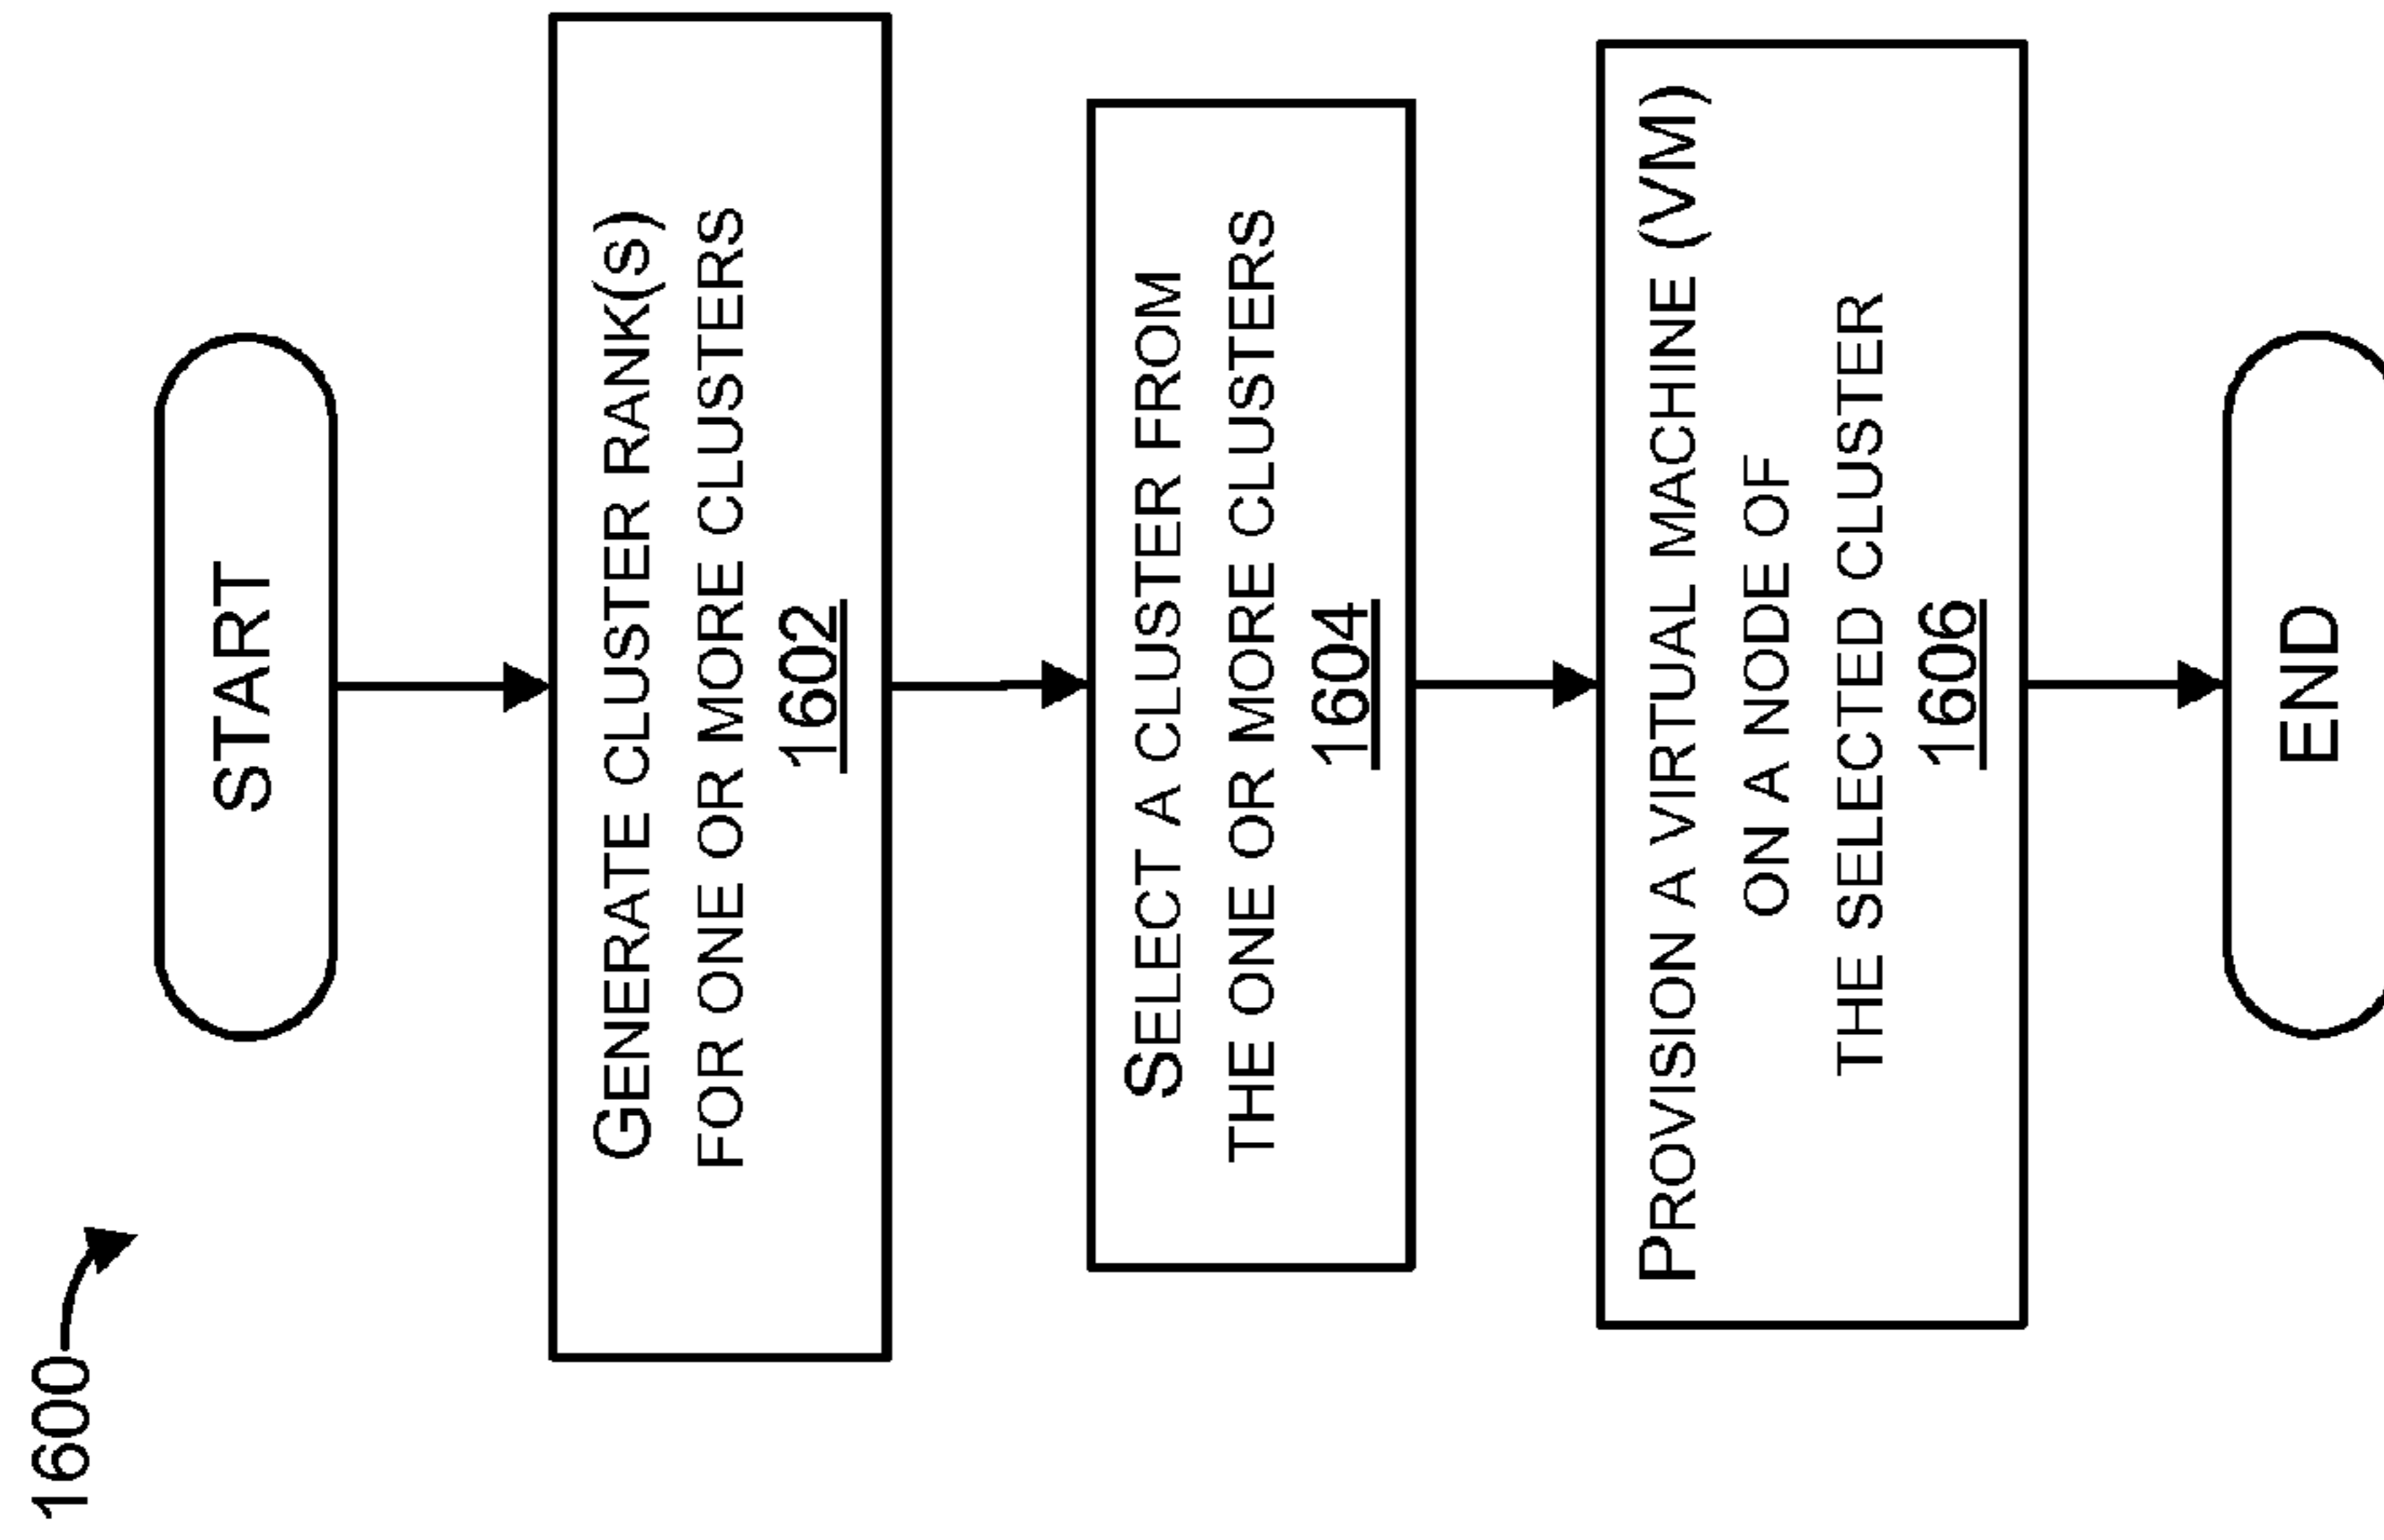 1600
START
GENERATE CLUSTER RANK(S)
FOR ONE OR MORE CLUSTERS
1602
SELECT A CLUSTER FROM
THE ONE OR MORE CLUSTERS
1604
PROVISION A VIRTUAL MACHINE (VM)
ON A NODE OF
THE SELECTED CLUSTER
1606
END